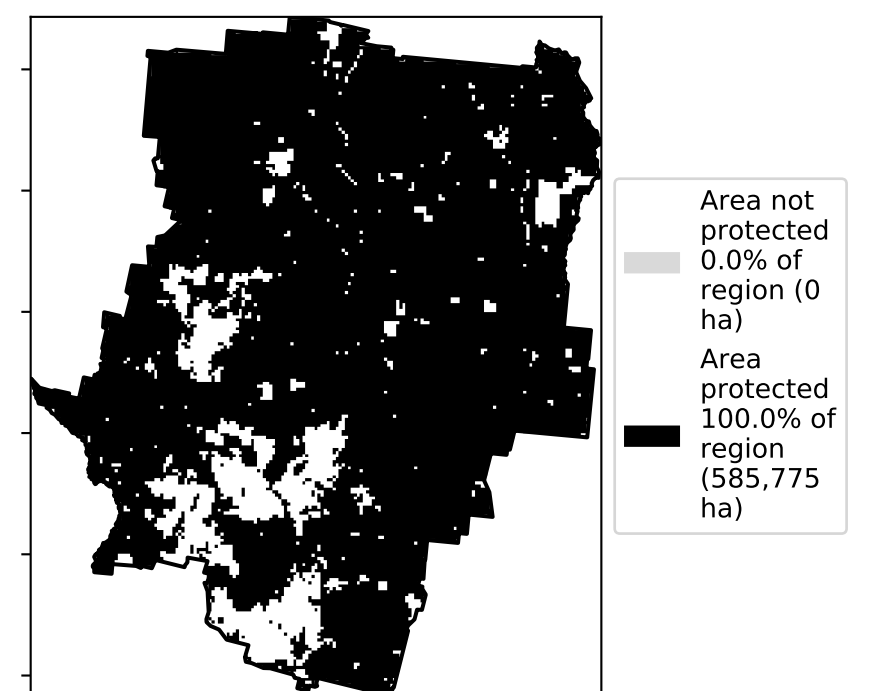 Area not
protected
0.0% of
region (0
ha)
Area
protected
100.0% of
region
(585,775
ha)